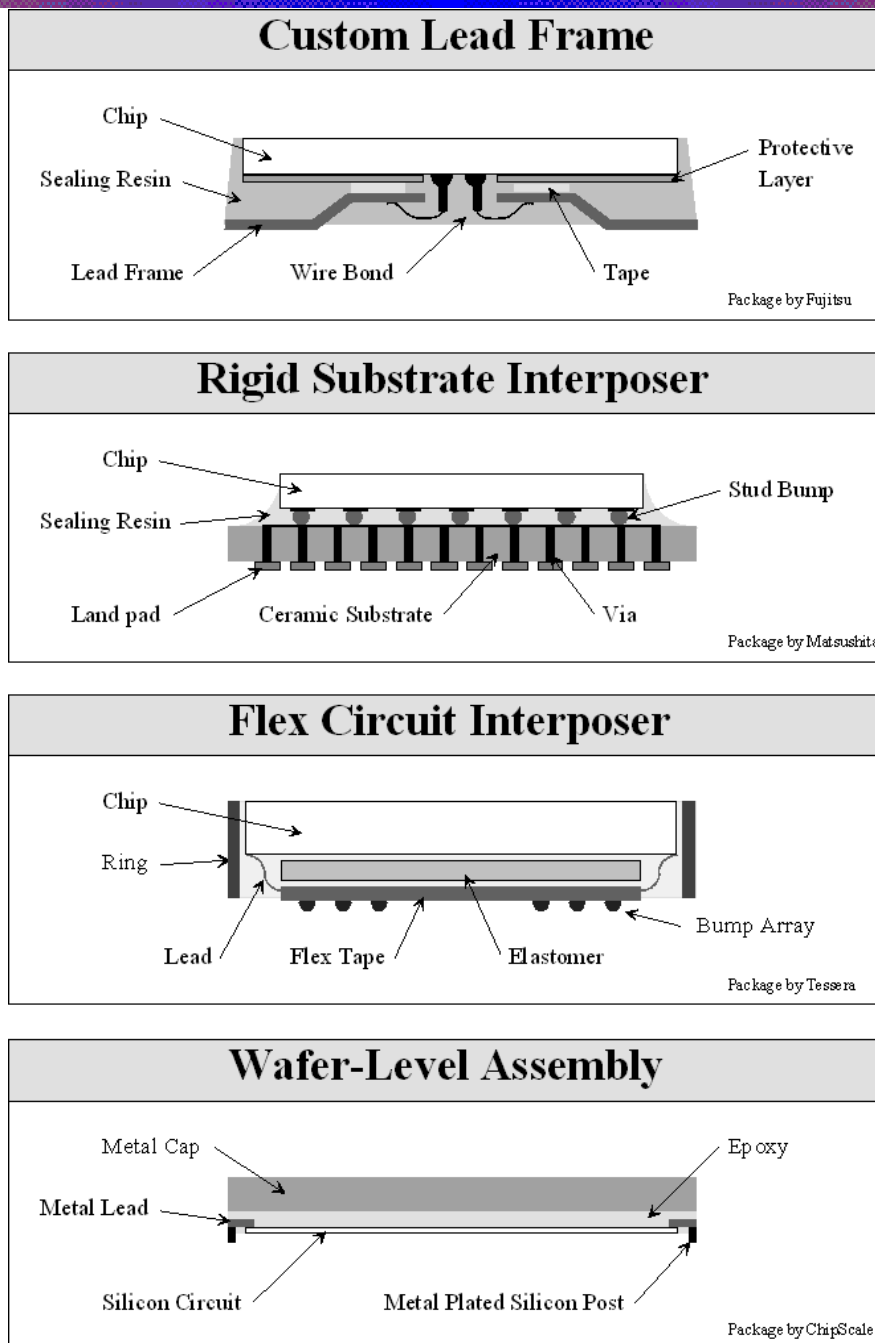 Custom Lead Frame
Chip
Sealing Resin
Protective
Layer
Lead Frame
Wire Bond
Tape
Package by Fujitsu
Rigid Substrate Interposer
Chip
Sealing Resin
Stud Bump
Land pad
Ceramic Substrate
Via
Package by Matsushita
Flex Circuit Interposer
Chip
Ring
Bump Array
Lead
Flex Tape
Elastomer
Package by Tessera
Wafer-Level Assembly
Metal Cap
Epoxy
Metal Lead
Silicon Circuit
Metal Plated Silicon Post
Package by ChipScale